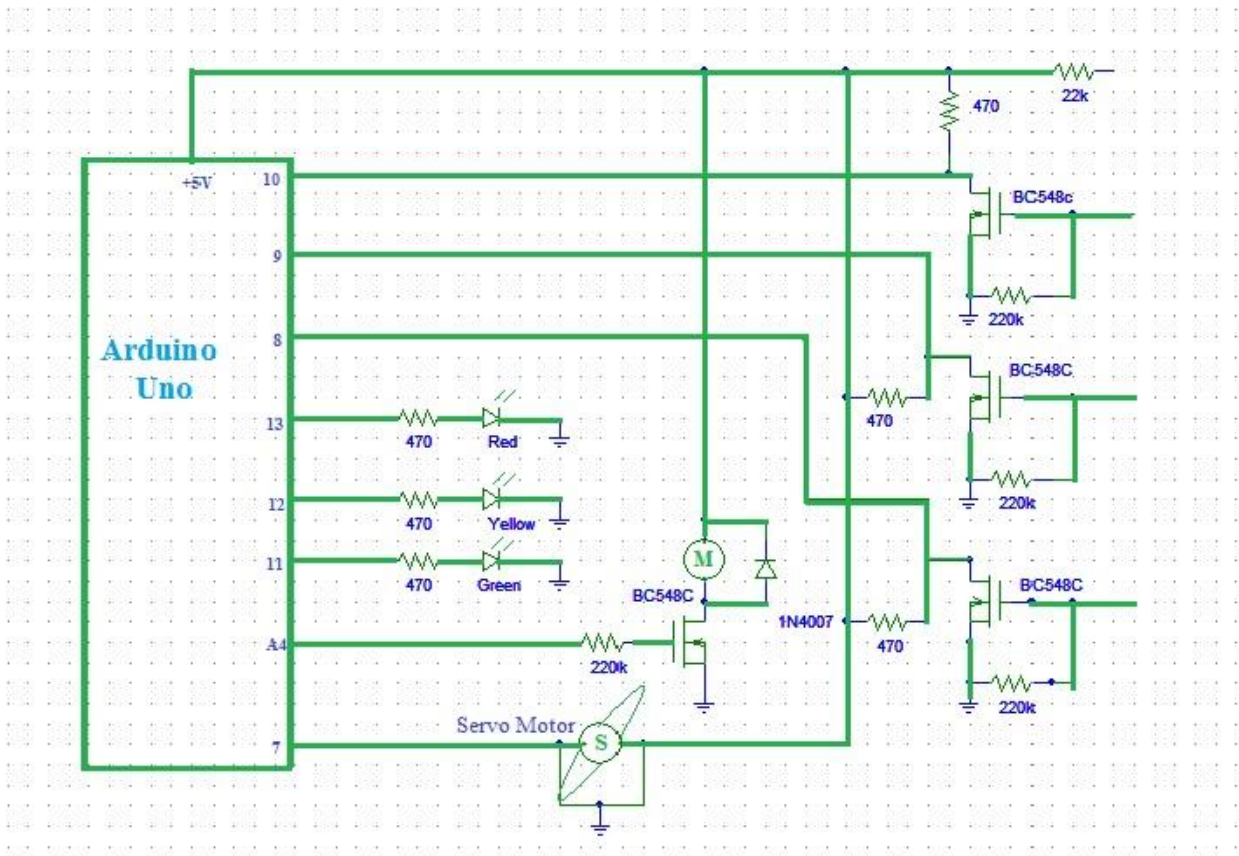 22k
470
+5V
10
BC548c
9
220k
8
Arduino
Uno
BC548C
13
470
Red
470
12
470
Yellow
220k
11
470
Green
M
BC548C
BC548C
1N4007
470
A4
220k
220k
Servo Motor
7
S